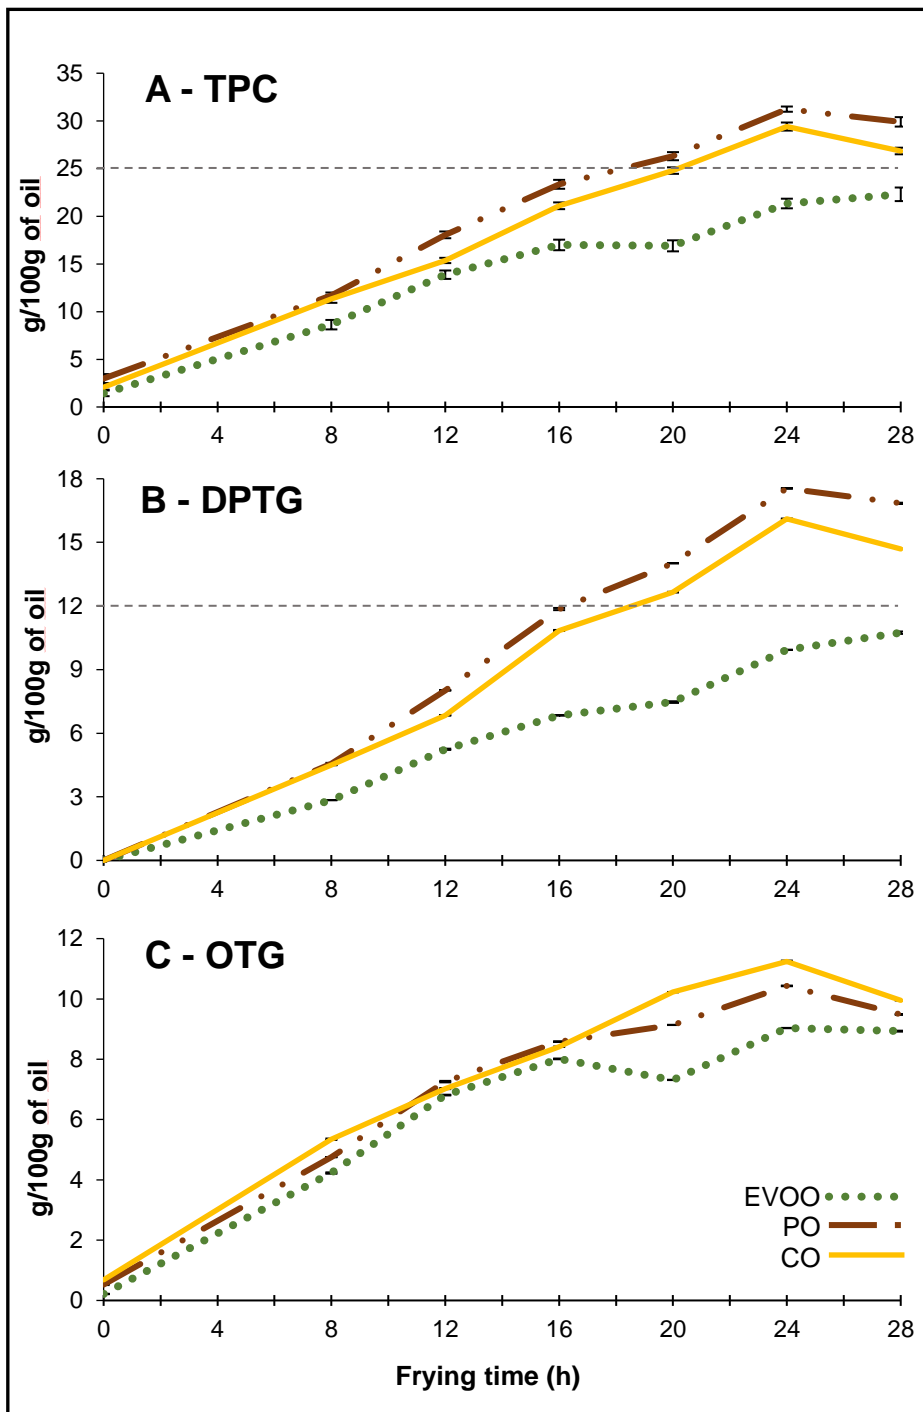 A - TPC
g/100g of oil
35
30
25
20
15
10
5
0
0 4 8 12 16 20 24 28
B - DPTG
g/100g of oil
18
15
12
9
6
3
0
0 4 8 12 16 20 24 28
C - OTG
g/100g of oil
12
10
8
6
4
2
0
EVOO
PO
CO
0 4 8 12 16 20 24 28
Frying time (h)